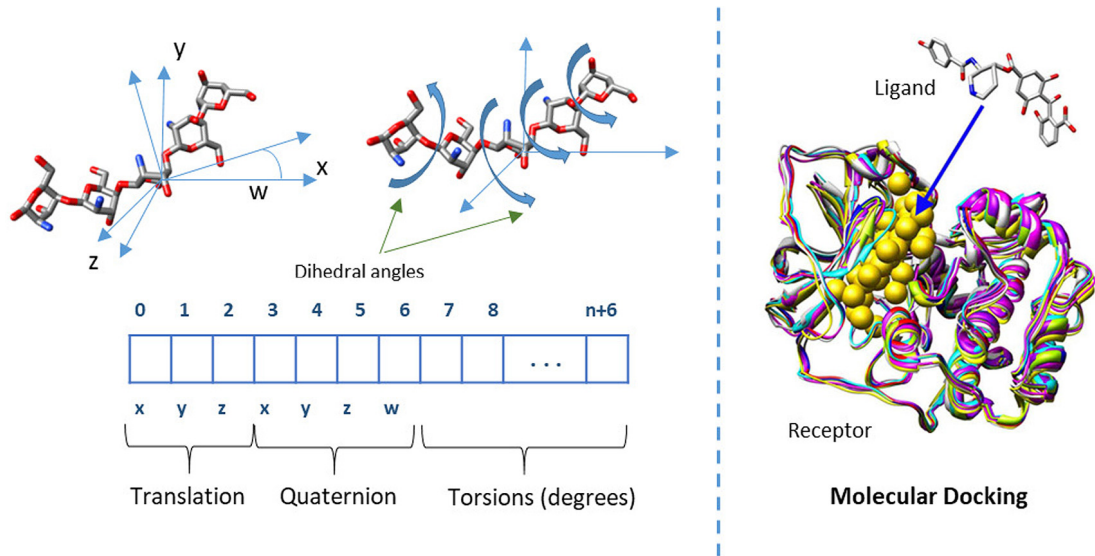 y
x
w
z
Dihedral angles
0 1 2 3 4 5 6 7 8 n+6
. . .
x y z x y z w
Translation Quaternion Torsions (degrees)
Ligand
Receptor
Molecular Docking